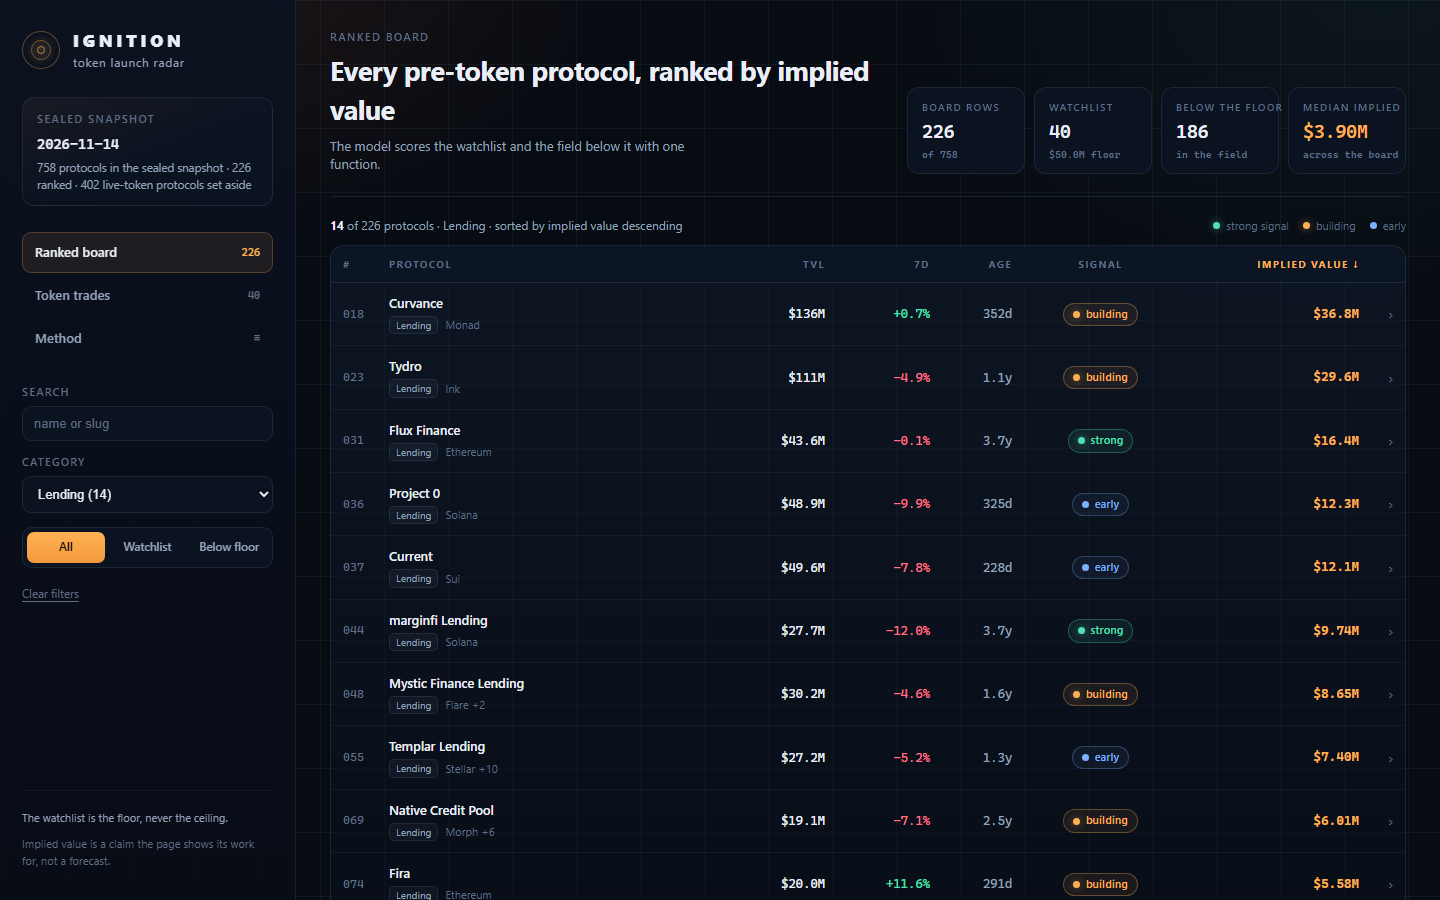 IGNITION
token launch radar
SEALED SNAPSHOT
2026-11-14
758 protocols in the sealed snapshot · 226
ranked · 402 live-token protocols set aside
Ranked board 226
Token trades 40
Method ≡
SEARCH
name or slug
CATEGORY
Lending (14)
All Watchlist Below floor
Clear filters
The watchlist is the floor, never the ceiling.
Implied value is a claim the page shows its work
for, not a forecast.
RANKED BOARD
Every pre-token protocol, ranked by implied
value
The model scores the watchlist and the field below it with one
function.
BOARD ROWS
226
of 758
WATCHLIST
40
$50.0M floor
BELOW THE FLOOR
186
in the field
MEDIAN IMPLIED
$3.90M
across the board
14 of 226 protocols · Lending · sorted by implied value descending
strong signal building early
# PROTOCOL TVL 7D AGE SIGNAL IMPLIED VALUE ↓
018 Curvance $136M +0.7% 352d building $36.8M ›
Lending Monad
023 Tydro $111M −4.9% 1.1y building $29.6M ›
Lending Ink
031 Flux Finance $43.6M −0.1% 3.7y strong $16.4M ›
Lending Ethereum
036 Project 0 $48.9M −9.9% 325d early $12.3M ›
Lending Solana
037 Current $49.6M −7.8% 228d early $12.1M ›
Lending Sui
044 marginfi Lending $27.7M −12.0% 3.7y strong $9.74M ›
Lending Solana
048 Mystic Finance Lending $30.2M −4.6% 1.6y building $8.65M ›
Lending Flare +2
055 Templar Lending $27.2M −5.2% 1.3y early $7.40M ›
Lending Stellar +10
069 Native Credit Pool $19.1M −7.1% 2.5y building $6.01M ›
Lending Morph +6
074 Fira $20.0M +11.6% 291d building $5.58M ›
Lending Ethereum